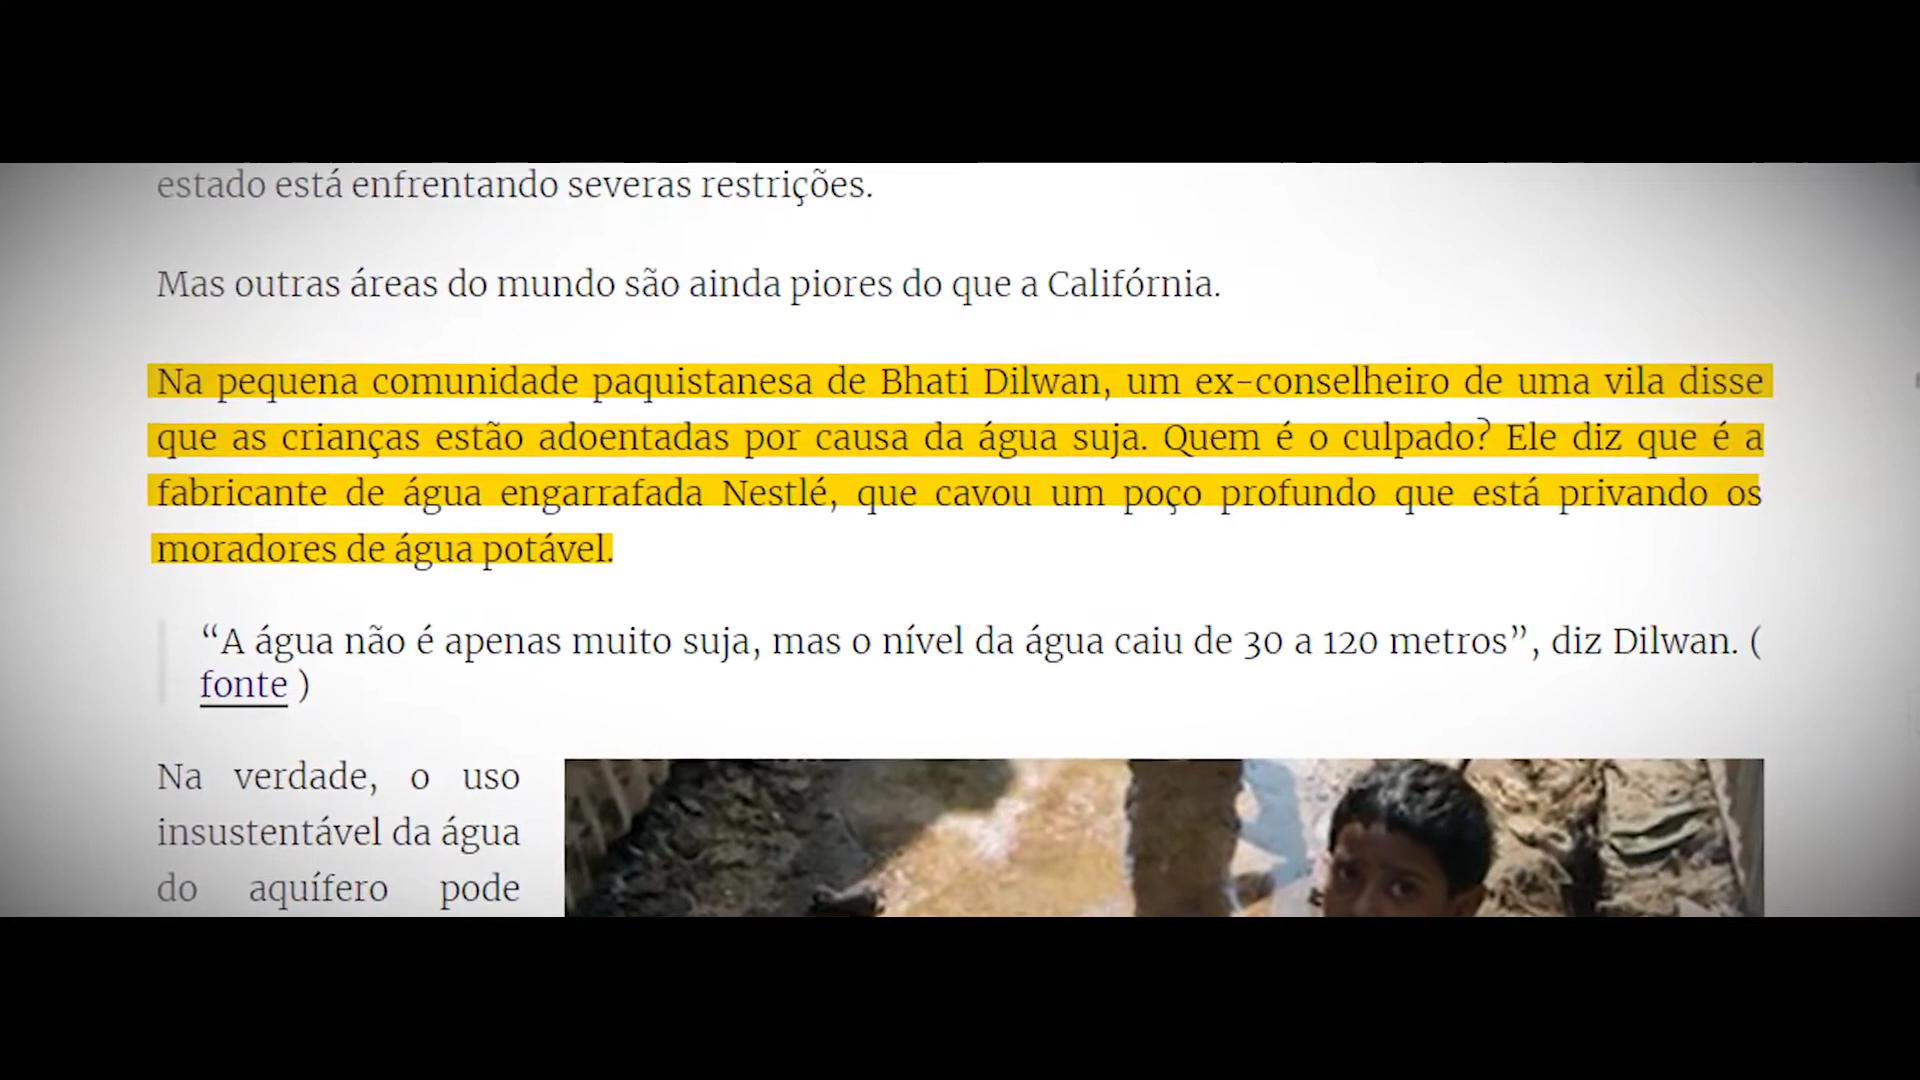 estado está enfrentando severas restrições.
Mas outras áreas do mundo são ainda piores do que a Califórnia.
Na pequena comunidade paquistanesa de Bhati Dilwan, um ex-conselheiro de uma vila disse
que as crianças estão adoentadas por causa da água suja. Quem é o culpado? Ele diz que é a
fabricante de água engarrafada Nestlé, que cavou um poço profundo que está privando os
moradores de água potável.
“A água não é apenas muito suja, mas o nível da água caiu de 30 a 120 metros”, diz Dilwan. (
fonte )
Na verdade, o uso
insustentável da água
do aquífero pode